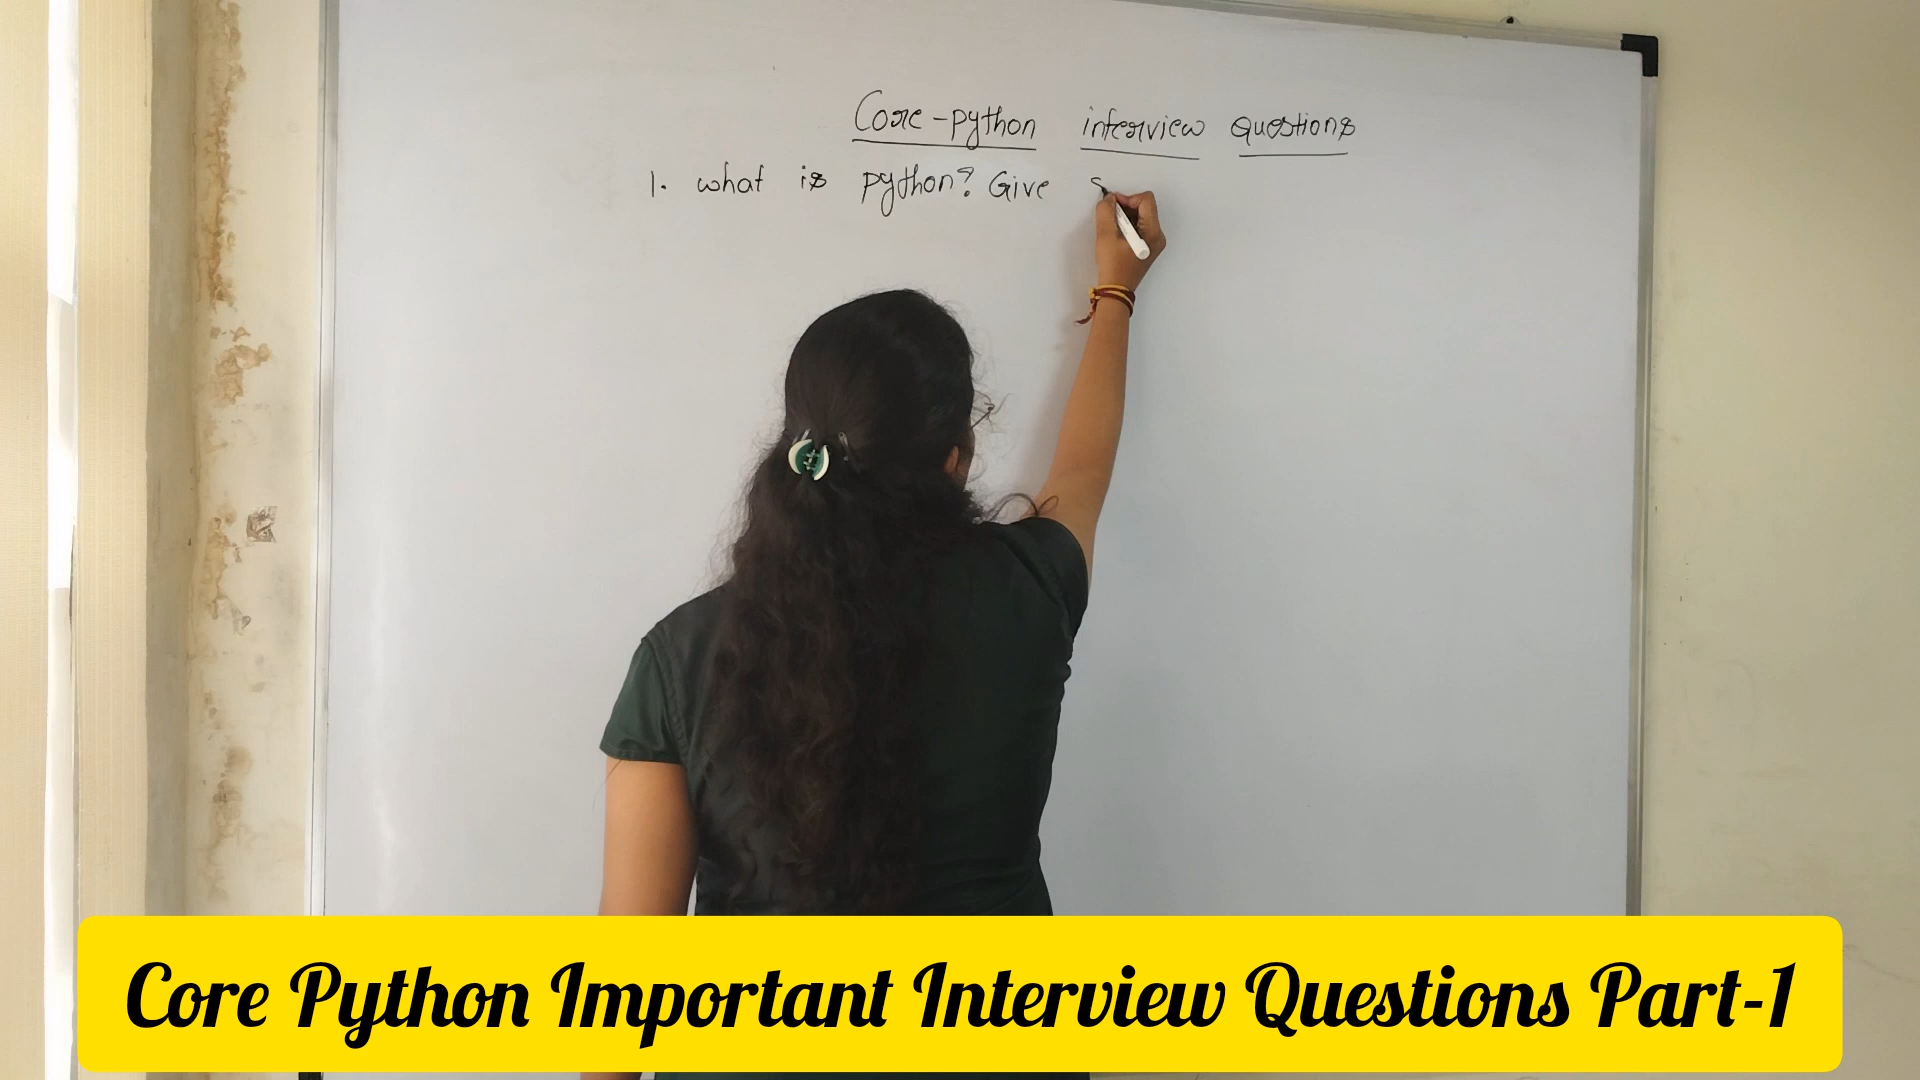 Core-python interview questions
1. what is python? Give s
Core Python Important Interview Questions Part-1